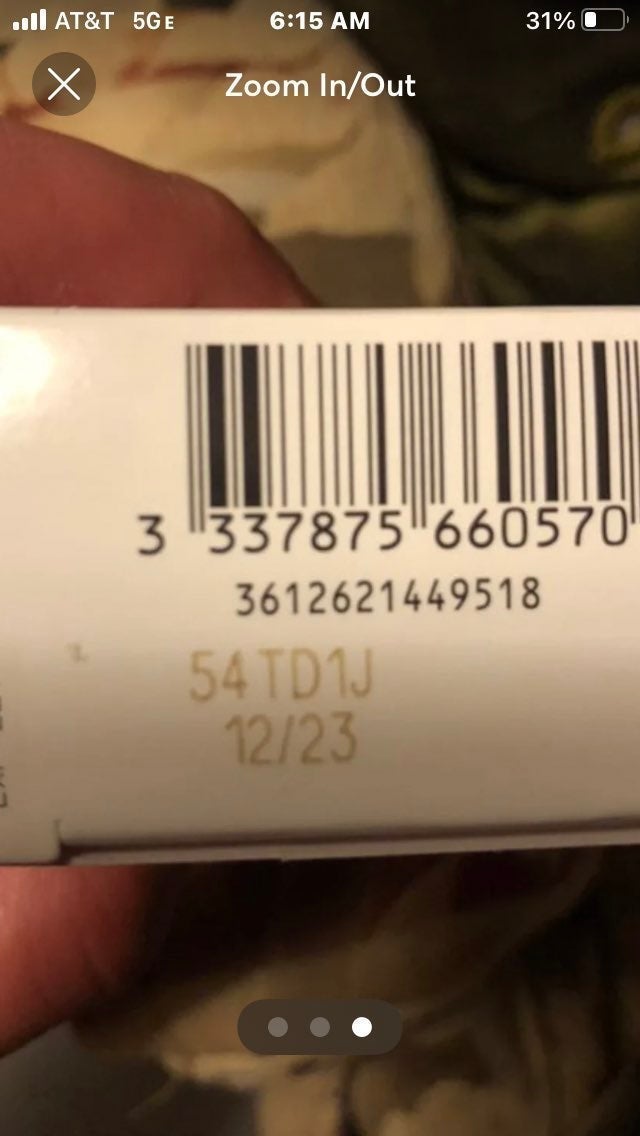 AT&T 5GE 6:15 AM 31%
Zoom In/Out
3 337875 660570
3612621449518
54TD1J
12/23